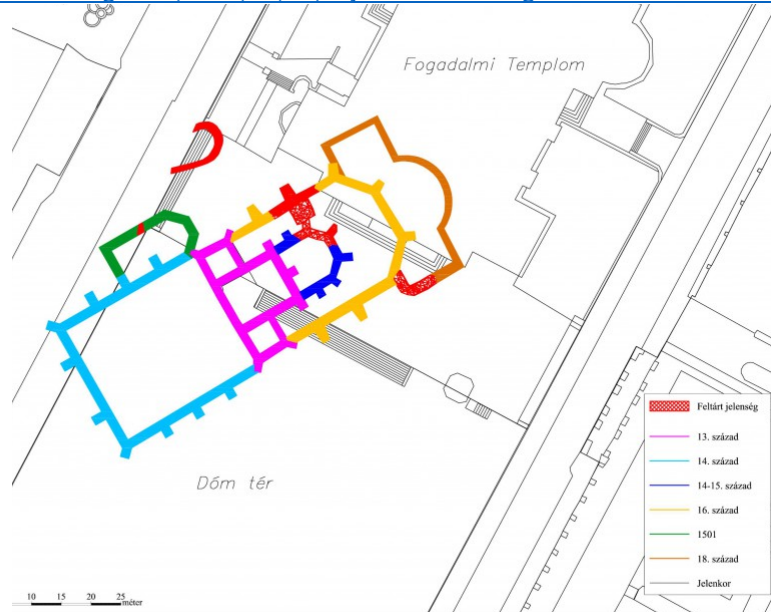 Fogadalmi Templom
Dóm tér
Feltárt jelenség
13. század
14. század
14-15. század
16. század
1501
18. század
Jelenkor
10 15 20 25
méter